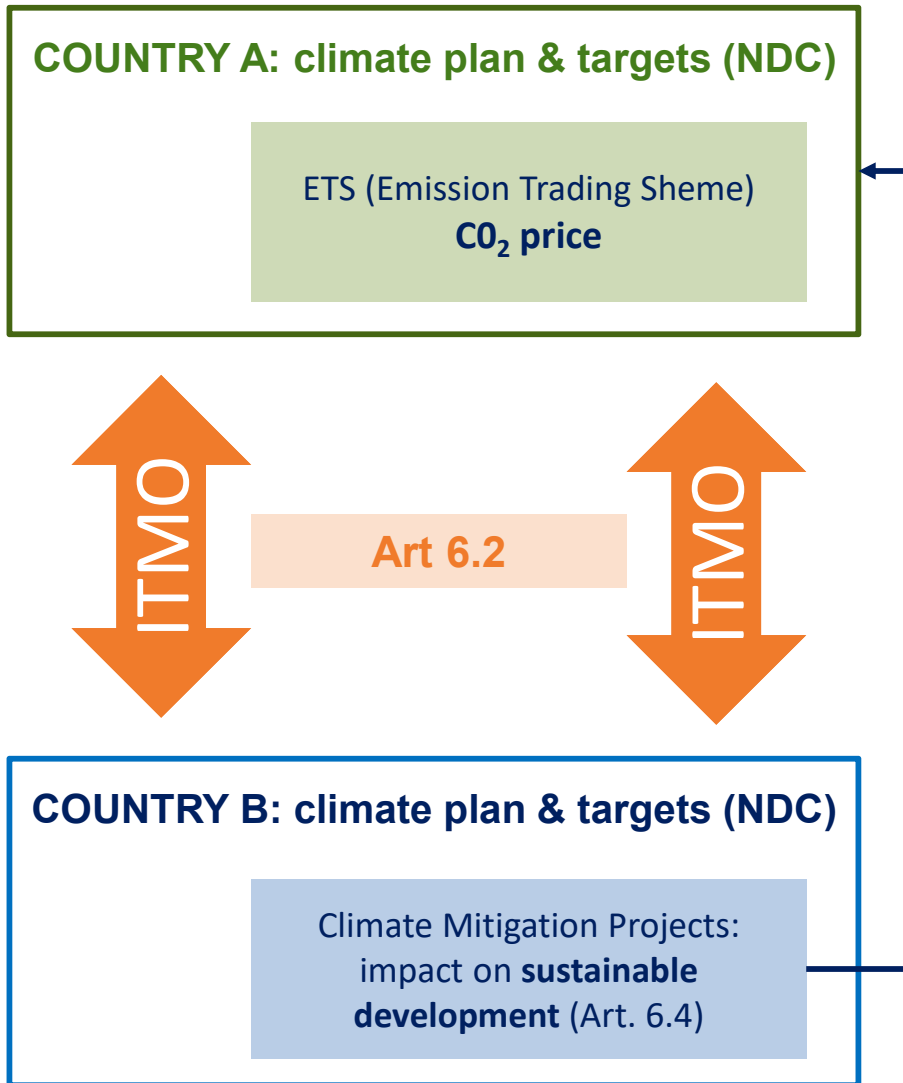 COUNTRY A: climate plan & targets (NDC)
ETS (Emission Trading Sheme)
C0₂ price
ITMO
Art 6.2
ITMO
COUNTRY B: climate plan & targets (NDC)
Climate Mitigation Projects:
impact on sustainable
development (Art. 6.4)